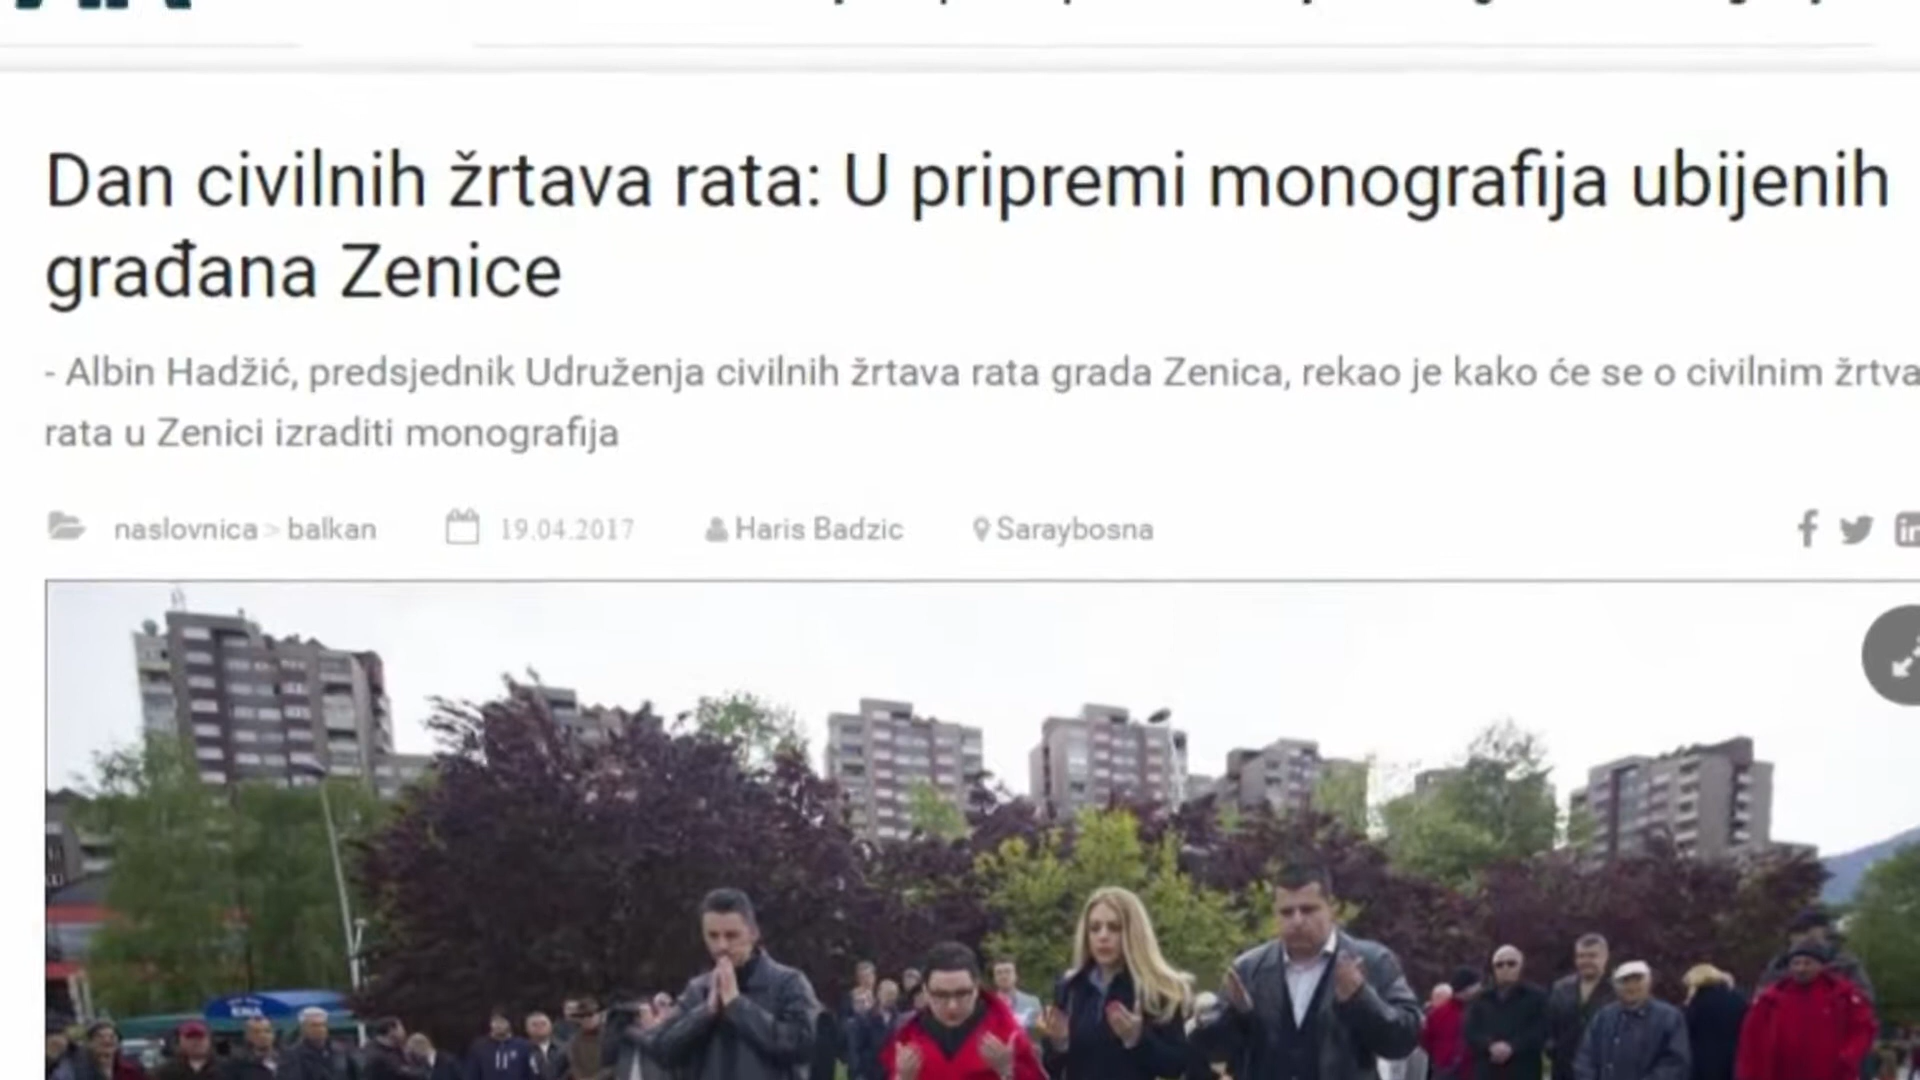 Dan civilnih žrtava rata: U pripremi monografija ubijenih
građana Zenice
- Albin Hadžić, predsjednik Udruženja civilnih žrtava rata grada Zenica, rekao je kako će se o civilnim žrtva
rata u Zenici izraditi monografija
naslovnica > balkan 19.04.2017 Haris Badzic Saraybosna